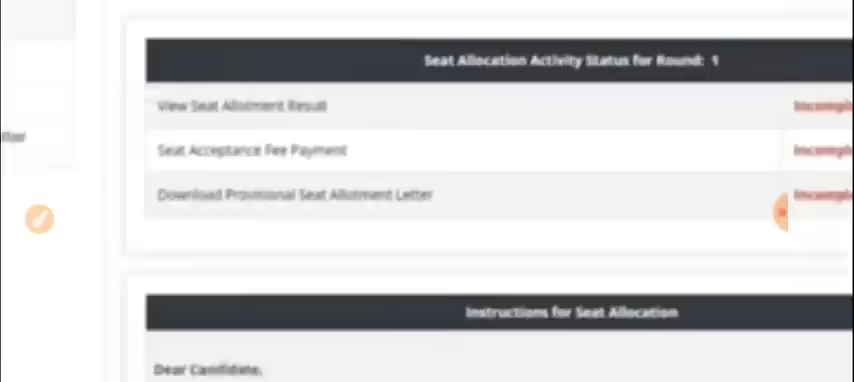 Seat Allocation Activity Status for Round: 1
View Seat Allotment Result
Seat Acceptance Fee Payment
Download Provisional Seat Allotment Letter
Instructions for Seat Allocation
Dear Candidate,